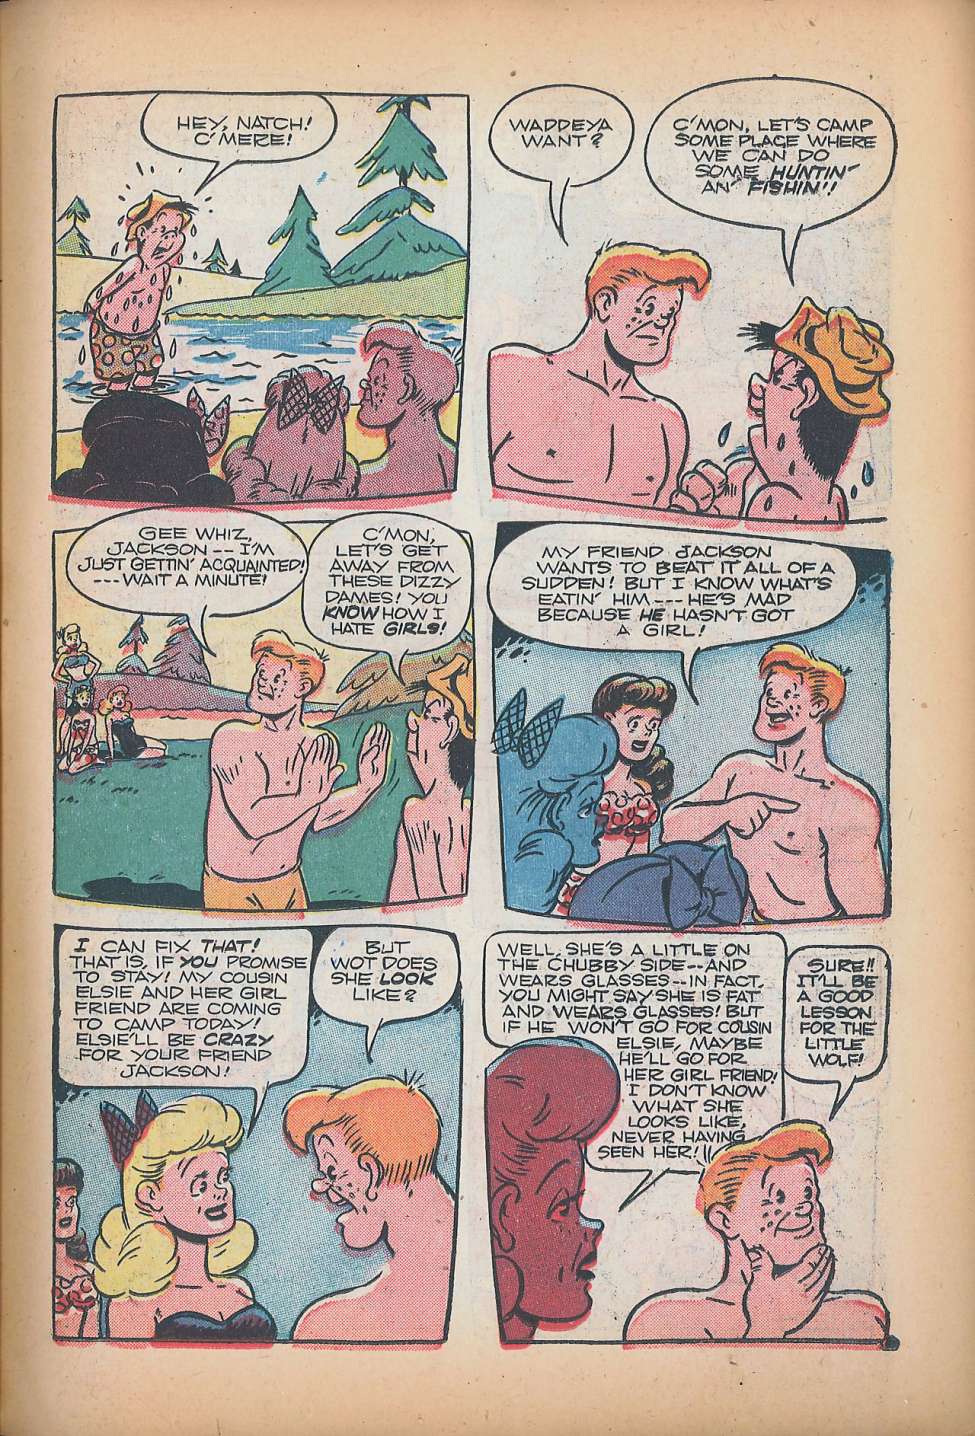 HEY, NATCH!
C'MERE!
WADDEYA
WANT?
C'MON, LET'S CAMP
SOME PLACE WHERE
WE CAN DO
SOME HUNTIN'
AN' FISHIN'!
GEE WHIZ,
JACKSON -- I'M
JUST GETTIN' ACQUAINTED!
---WAIT A MINUTE!
C'MON,
LET'S GET
AWAY FROM
THESE DIZZY
DAMES! YOU
KNOW HOW I
HATE GIRLS!
MY FRIEND JACKSON
WANTS TO BEAT IT ALL OF A
SUDDEN! BUT I KNOW WHAT'S
EATIN' HIM --- HE'S MAD
BECAUSE HE HASN'T GOT
A GIRL!
I CAN FIX THAT!
THAT IS, IF YOU PROMISE
TO STAY! MY COUSIN
ELSIE AND HER GIRL
FRIEND ARE COMING
TO CAMP TODAY!
ELSIE'LL BE CRAZY
FOR YOUR FRIEND
JACKSON!
BUT
WOT DOES
SHE LOOK
LIKE?
WELL, SHE'S A LITTLE ON
THE CHUBBY SIDE--AND
WEARS GLASSES--IN FACT,
YOU MIGHT SAY SHE IS FAT
AND WEARS GLASSES! BUT
IF HE WON'T GO FOR COUSIN
ELSIE, MAYBE
HE'LL GO FOR
HER GIRL FRIEND!
I DON'T KNOW
WHAT SHE
LOOKS LIKE,
NEVER HAVING
SEEN HER!
SURE!!
IT'LL BE
A GOOD
LESSON
FOR THE
LITTLE
WOLF!